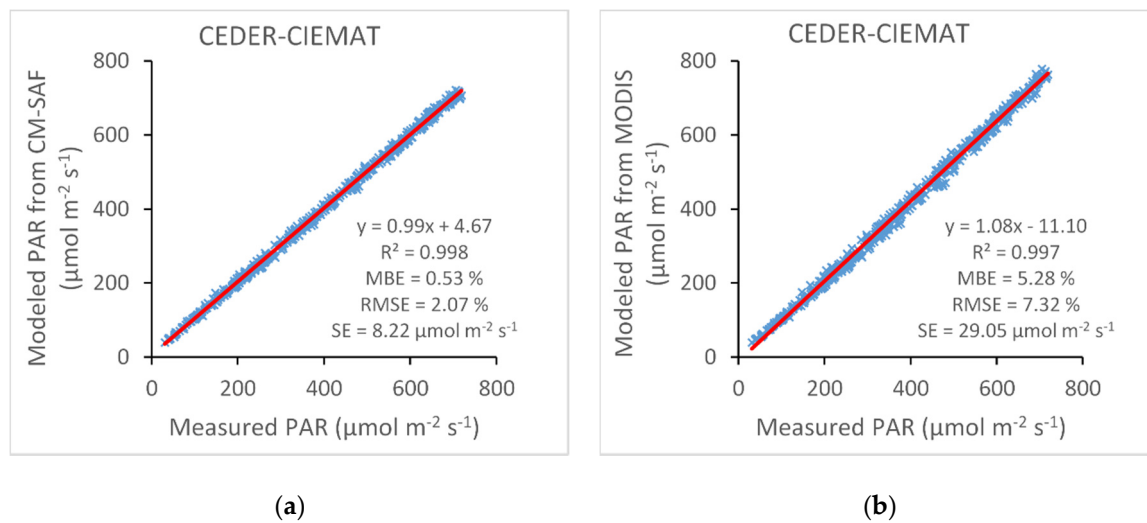 CEDER-CIEMAT
Modeled PAR from CM-SAF
(µmol m-2 s-1)
800
600
400
200
0
y = 0.99x + 4.67
R² = 0.998
MBE = 0.53 %
RMSE = 2.07 %
SE = 8.22 µmol m-2 s-1
0 200 400 600 800
Measured PAR (µmol m-2 s-1)
(a)
CEDER-CIEMAT
Modeled PAR from MODIS
(µmol m-2 s-1)
800
600
400
200
0
y = 1.08x - 11.10
R² = 0.997
MBE = 5.28 %
RMSE = 7.32 %
SE = 29.05 µmol m-2 s-1
0 200 400 600 800
Measured PAR (µmol m-2 s-1)
(b)